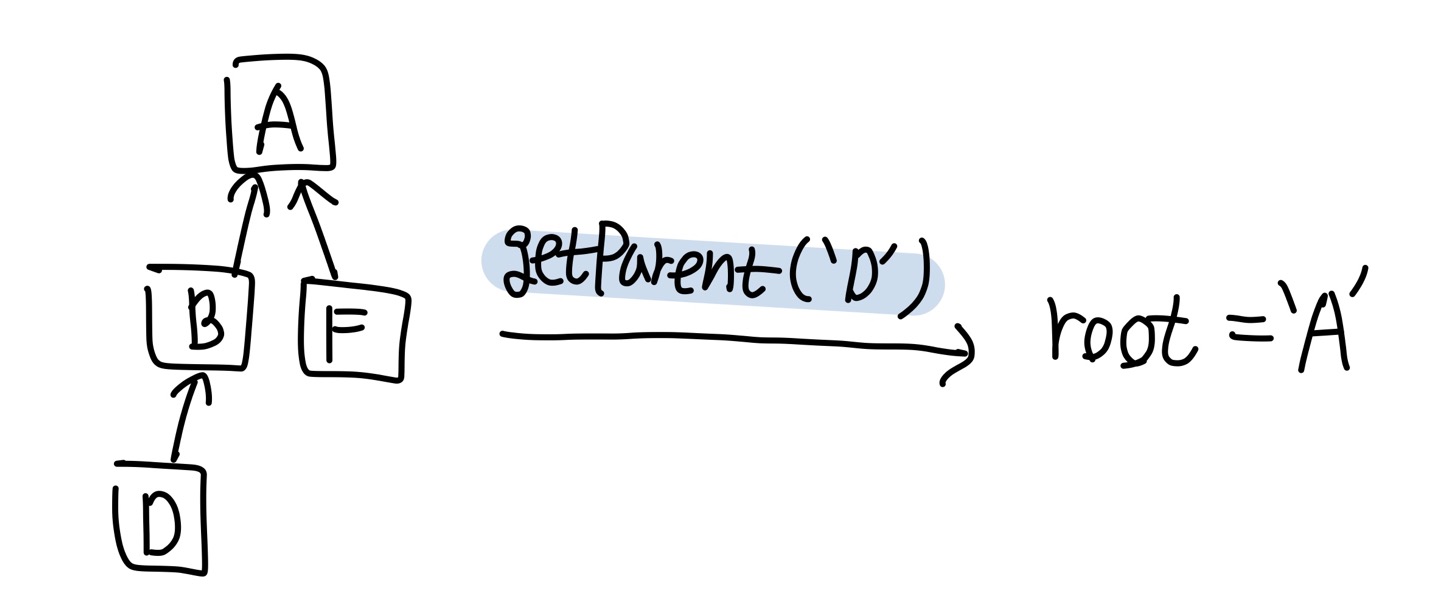 A
B
F
D
getParent(‘D’)
root =‘A’